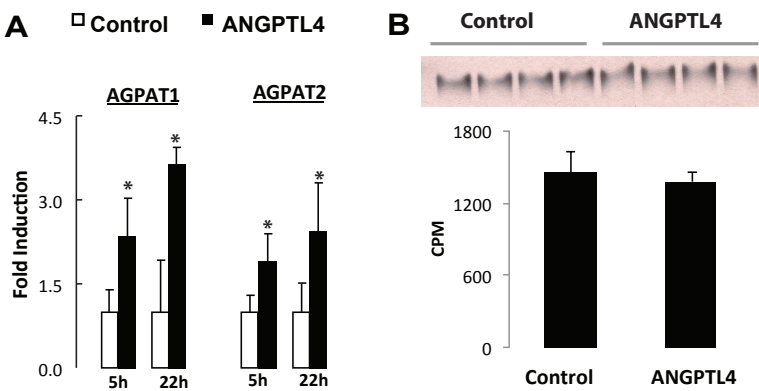 A
Control ANGPTL4
AGPAT1 AGPAT2
4.5
3.0
1.5
0.0
Fold Induction
* * * *
5h 22h 5h 22h
B
Control ANGPTL4
1800
1200
600
0
CPM
Control ANGPTL4